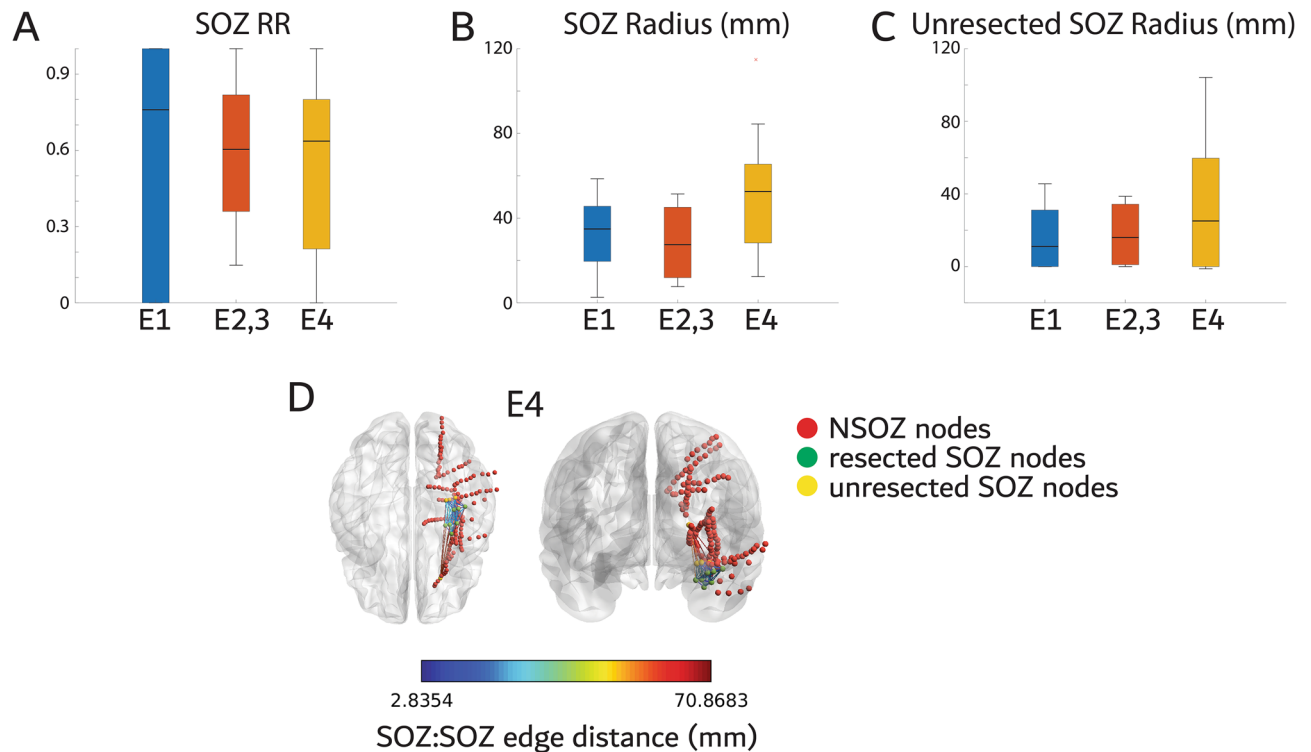 A
SOZ RR
0.9
0.6
0.3
0
E1
E2,3
E4
B
SOZ Radius (mm)
120
80
40
0
E1
E2,3
E4
C
Unresected SOZ Radius (mm)
120
80
40
0
E1
E2,3
E4
D
E4
NSOZ nodes
resected SOZ nodes
unresected SOZ nodes
2.8354
70.8683
SOZ:SOZ edge distance (mm)